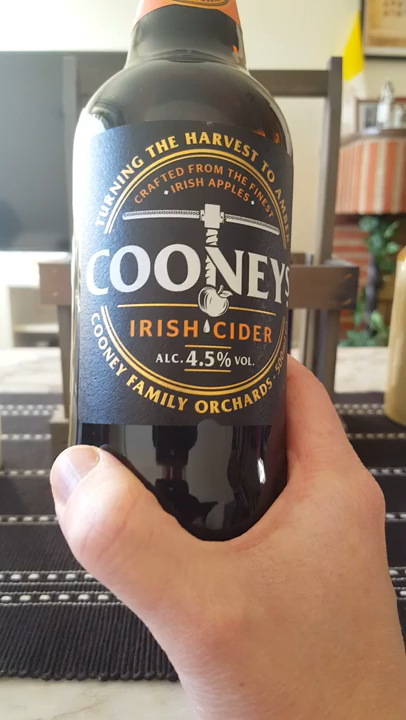 TURNING THE HARVEST TO AMBER
CRAFTED FROM THE FINEST
• IRISH APPLES •
COONEYS
IRISH CIDER
ALC. 4.5% VOL.
COONEY FAMILY ORCHARDS -